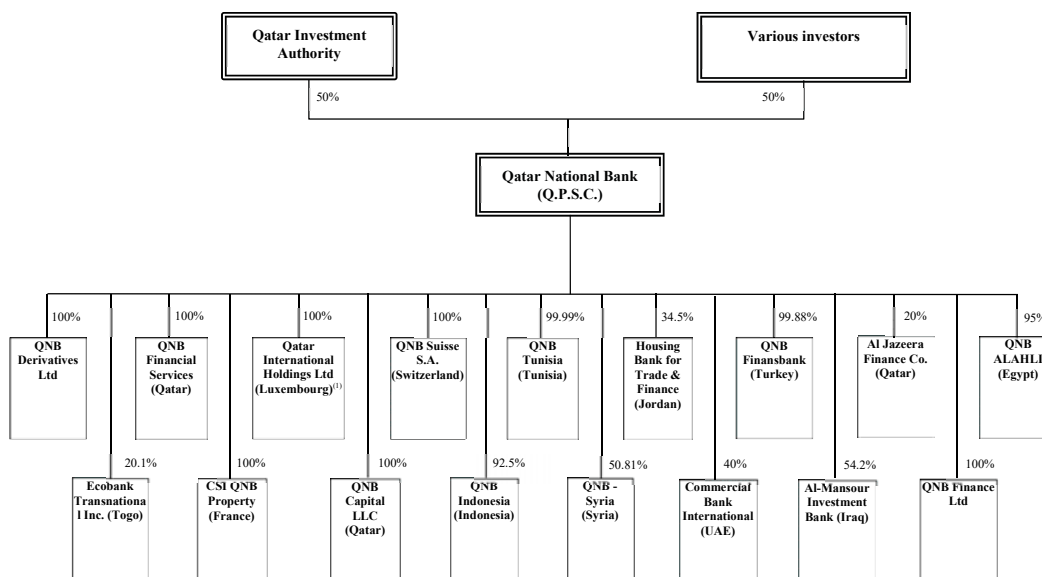 Qatar Investment
Authority
Various investors
50%
50%
Qatar National Bank
(Q.P.S.C.)
100%
100%
100%
100%
99.99%
34.5%
99.88%
20%
95%
QNB
Derivatives
Ltd
QNB
Financial
Services
(Qatar)
Qatar
International
Holdings Ltd
(Luxembourg)(1)
QNB Suisse
S.A.
(Switzerland)
QNB
Tunisia
(Tunisia)
Housing
Bank for
Trade &
Finance
(Jordan)
QNB
Finansbank
(Turkey)
Al Jazeera
Finance Co.
(Qatar)
QNB
ALAHLI
(Egypt)
20.1%
100%
100%
92.5%
50.81%
40%
54.2%
100%
Ecobank
Transnationa
l Inc. (Togo)
CSI QNB
Property
(France)
QNB
Capital
LLC
(Qatar)
QNB
Indonesia
(Indonesia)
QNB -
Syria
(Syria)
Commercial
Bank
International
(UAE)
Al-Mansour
Investment
Bank (Iraq)
QNB Finance
Ltd